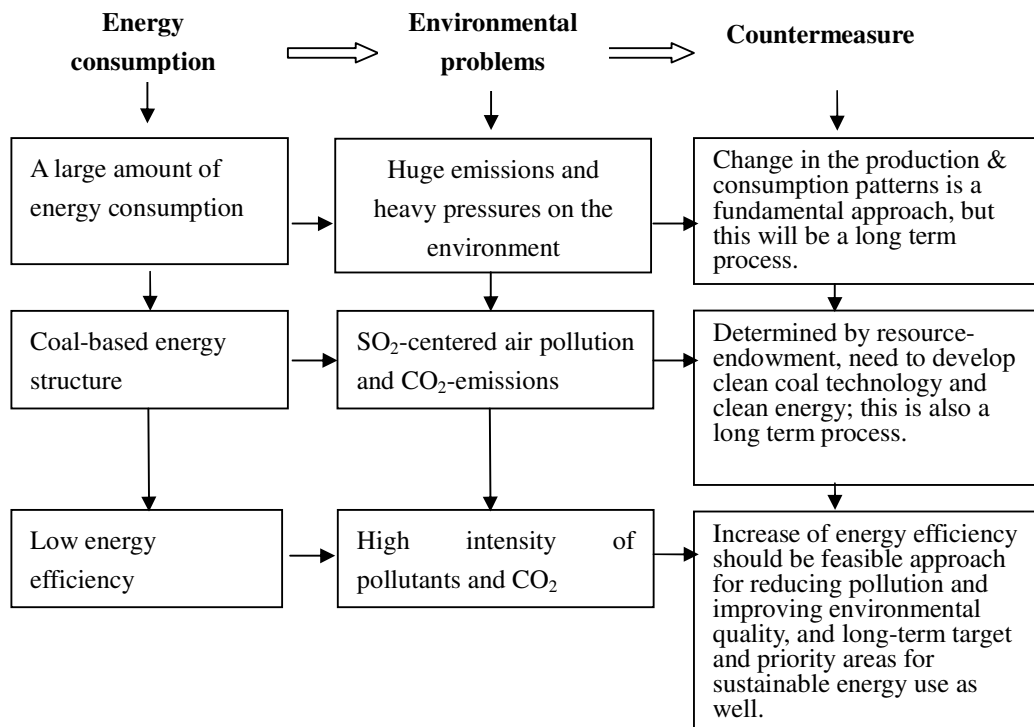 Energy
consumption
Environmental
problems
Countermeasure
A large amount of
energy consumption
Huge emissions and
heavy pressures on the
environment
Change in the production &
consumption patterns is a
fundamental approach, but
this will be a long term
process.
Coal-based energy
structure
SO₂-centered air pollution
and CO₂-emissions
Determined by resource-
endowment, need to develop
clean coal technology and
clean energy; this is also a
long term process.
Low energy
efficiency
High intensity of
pollutants and CO₂
Increase of energy efficiency
should be feasible approach
for reducing pollution and
improving environmental
quality, and long-term target
and priority areas for
sustainable energy use as
well.